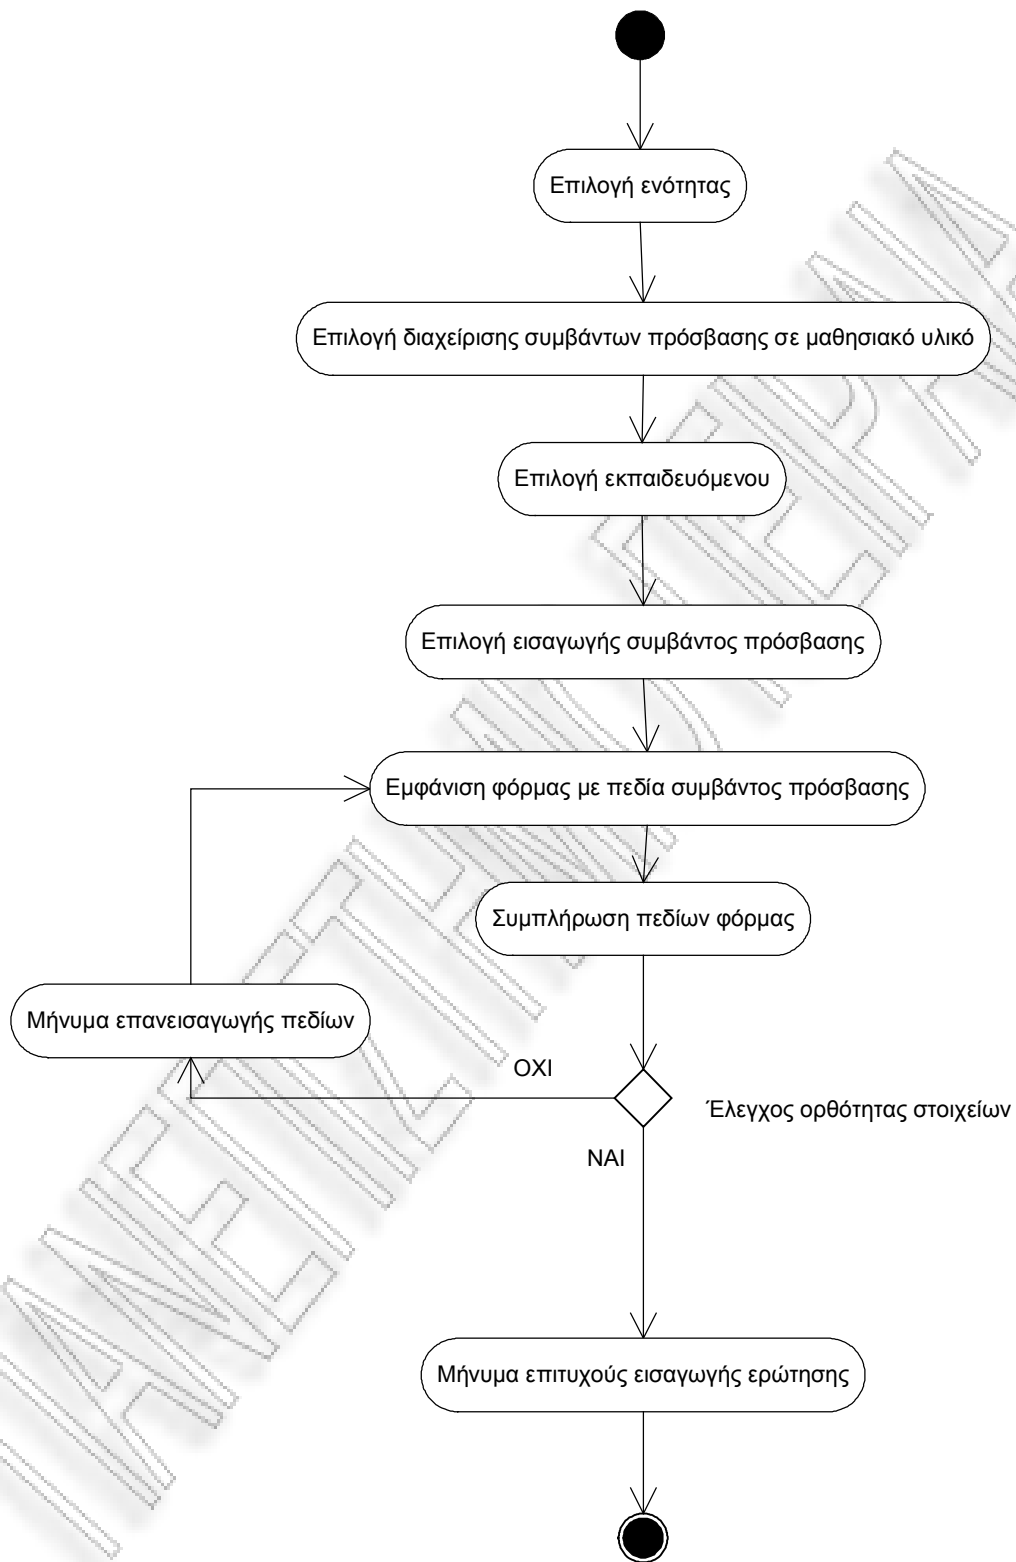 Επιλογή ενότητας
Επιλογή διαχείρισης συμβάντων πρόσβασης σε μαθησιακό υλικό
Επιλογή εκπαιδευόμενου
Επιλογή εισαγωγής συμβάντος πρόσβασης
Εμφάνιση φόρμας με πεδία συμβάντος πρόσβασης
Συμπλήρωση πεδίων φόρμας
Μήνυμα επανεισαγωγής πεδίων
ΟΧΙ
Έλεγχος ορθότητας στοιχείων
ΝΑΙ
Μήνυμα επιτυχούς εισαγωγής ερώτησης